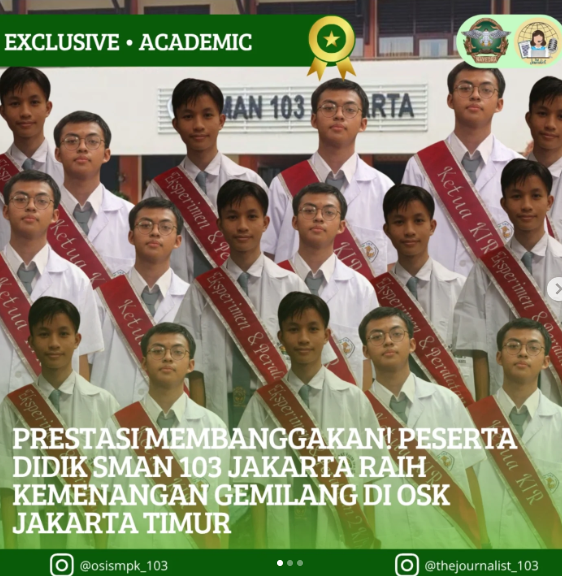 EXCLUSIVE • ACADEMIC
SMAN 103 JAKARTA
Ketua KIR
Eksperimen & Peralatan
PRESTASI MEMBANGGAKAN! PESERTA
DIDIK SMAN 103 JAKARTA RAIH
KEMENANGAN GEMILANG DI OSK
JAKARTA TIMUR
@osismpk_103
@thejournalist_103